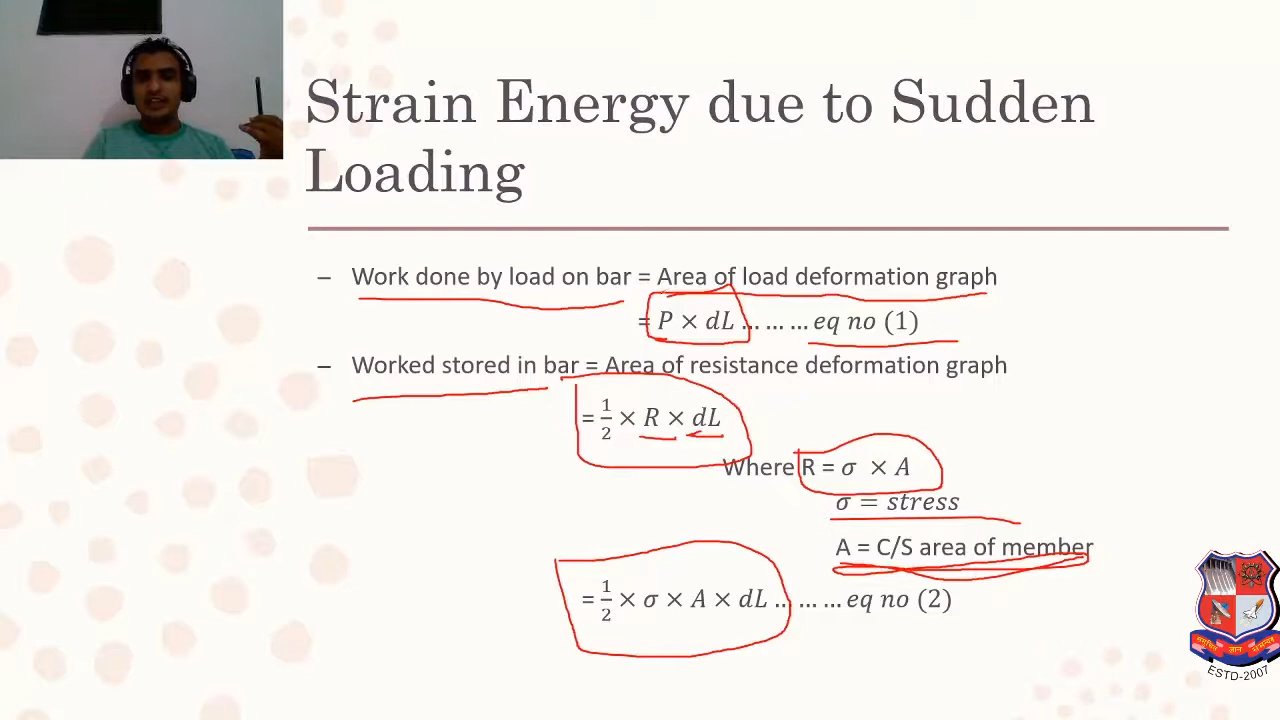 Strain Energy due to Sudden
Loading
– Work done by load on bar = Area of load deformation graph
= P × dL … … … eq no (1)
– Worked stored in bar = Area of resistance deformation graph
= 1/2 × R × dL
Where R = σ × A
σ = stress
A = C/S area of member
= 1/2 × σ × A × dL … … … eq no (2)
ESTD-2007